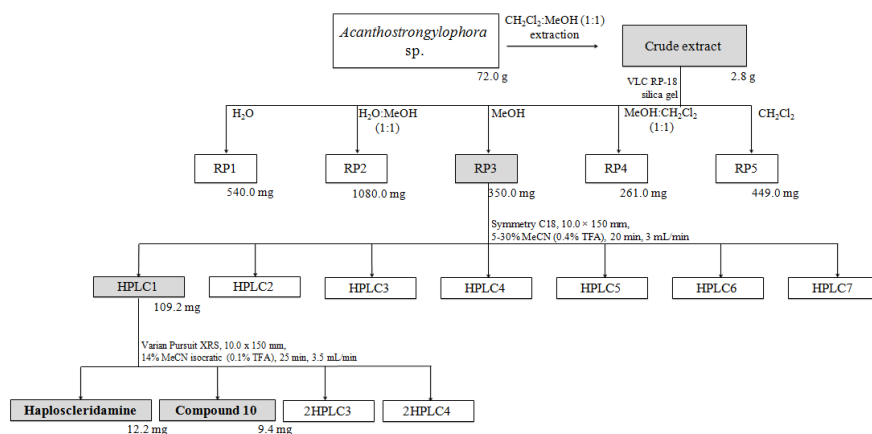 Acanthostrongylophora
sp.
72.0 g
CH₂Cl₂:MeOH (1:1)
extraction
Crude extract
2.8 g
VLC RP-18
silica gel
H₂O
H₂O:MeOH
(1:1)
MeOH
MeOH:CH₂Cl₂
(1:1)
CH₂Cl₂
RP1
RP2
RP3
RP4
RP5
540.0 mg
1080.0 mg
350.0 mg
261.0 mg
449.0 mg
Symmetry C18, 10.0 × 150 mm,
5-30% MeCN (0.4% TFA), 20 min, 3 mL/min
HPLC1
HPLC2
HPLC3
HPLC4
HPLC5
HPLC6
HPLC7
109.2 mg
Varian Pursuit XRS, 10.0 x 150 mm,
14% MeCN isocratic (0.1% TFA), 25 min, 3.5 mL/min
Haploscleridamine
Compound 10
2HPLC3
2HPLC4
12.2 mg
9.4 mg